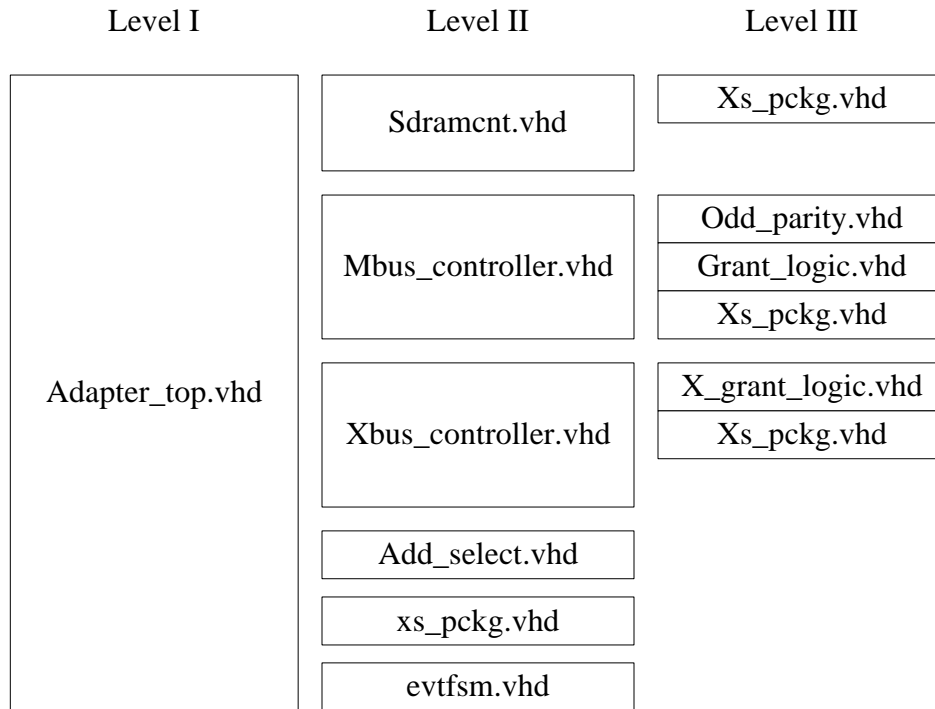 Level I Level II Level III
Sdramcnt.vhd Xs_pckg.vhd
Mbus_controller.vhd Odd_parity.vhd
Grant_logic.vhd
Xs_pckg.vhd
Adapter_top.vhd Xbus_controller.vhd X_grant_logic.vhd
Xs_pckg.vhd
Add_select.vhd
xs_pckg.vhd
evtfsm.vhd